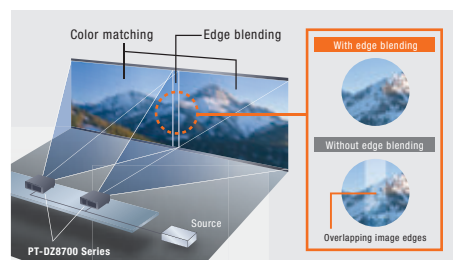 Color matching
Edge blending
With edge blending
Without edge blending
Source
Overlapping image edges
PT-DZ8700 Series